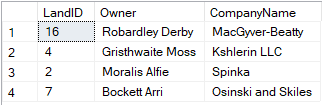 LandID Owner CompanyName
1 16 Robardley Derby MacGyver-Beatty
2 4 Gristhwaite Moss Kshlerin LLC
3 2 Moralis Alfie Spinka
4 7 Bockett Arri Osinski and Skiles